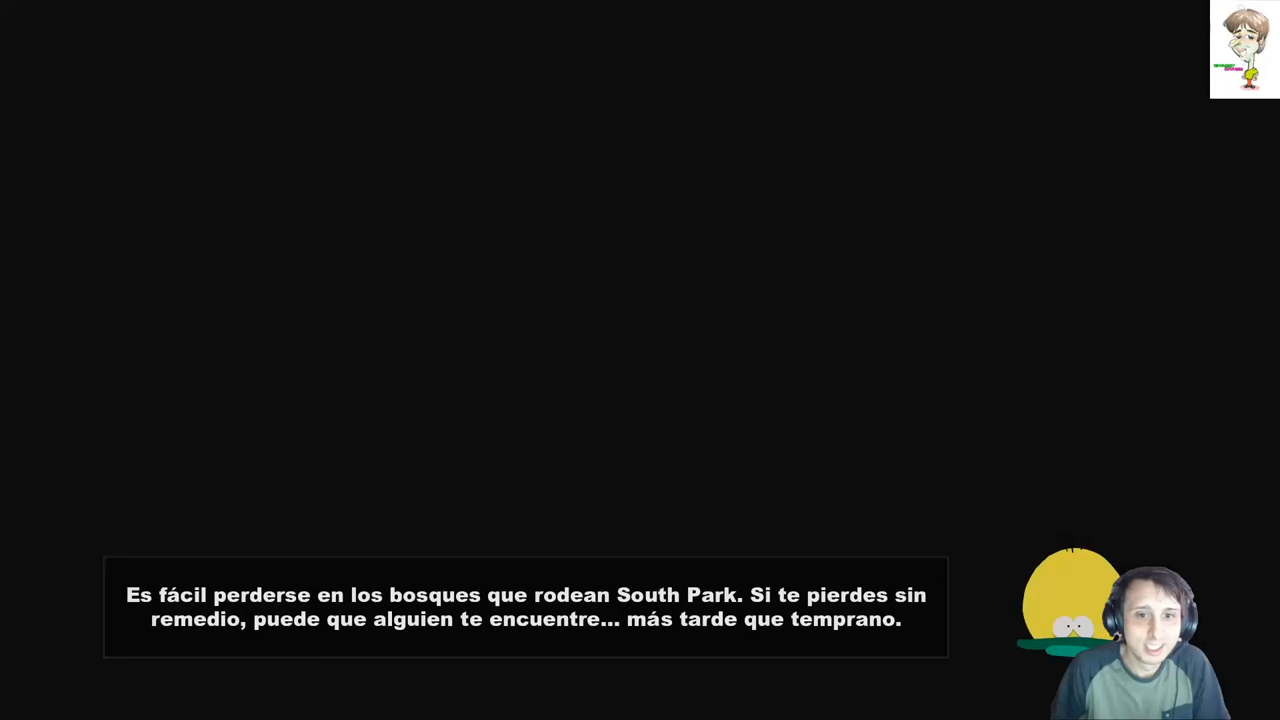 Es fácil perderse en los bosques que rodean South Park. Si te pierdes sin
remedio, puede que alguien te encuentre... más tarde que temprano.